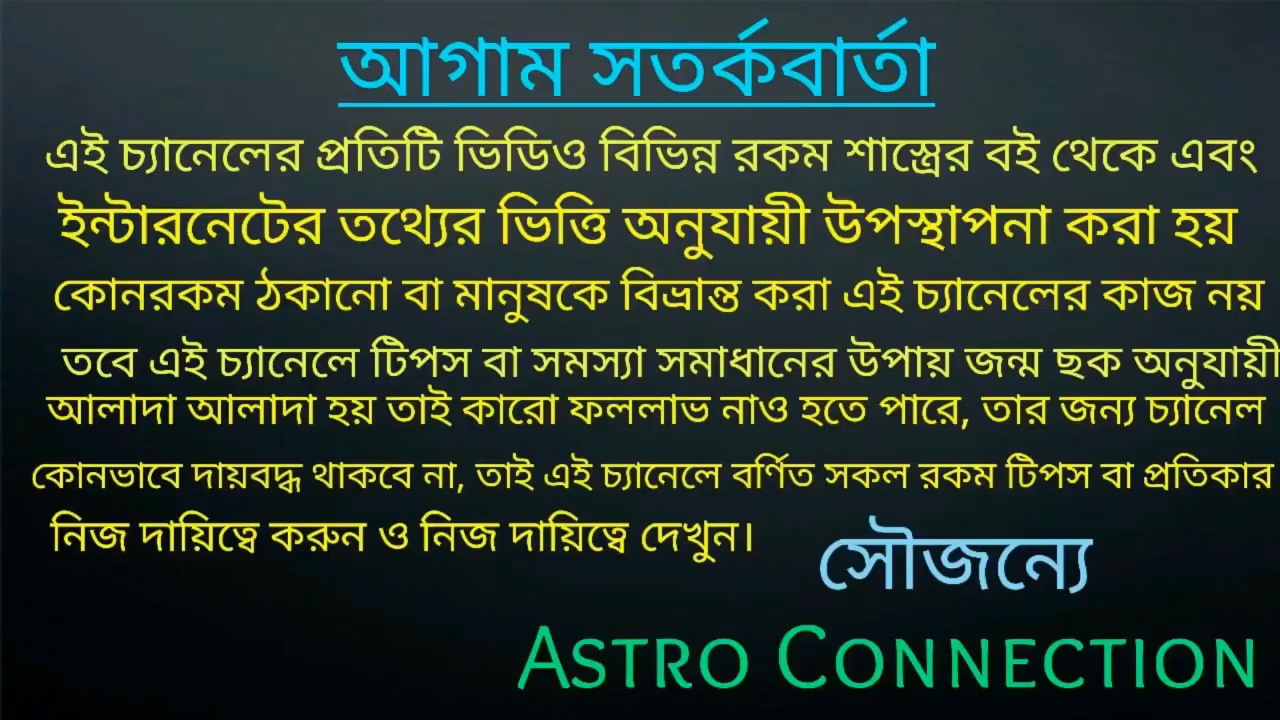 আগাম সতর্কবার্তা
এই চ্যানেলের প্রতিটি ভিডিও বিভিন্ন রকম শাস্ত্রের বই থেকে এবং
ইন্টারনেটের তথ্যের ভিত্তি অনুযায়ী উপস্থাপনা করা হয়
কোনরকম ঠকানো বা মানুষকে বিভ্রান্ত করা এই চ্যানেলের কাজ নয়
তবে এই চ্যানেলে টিপস বা সমস্যা সমাধানের উপায় জন্ম ছক অনুযায়ী
আলাদা আলাদা হয় তাই কারো ফললাভ নাও হতে পারে, তার জন্য চ্যানেল
কোনভাবে দায়বদ্ধ থাকবে না, তাই এই চ্যানেলে বর্ণিত সকল রকম টিপস বা প্রতিকার
নিজ দায়িত্বে করুন ও নিজ দায়িত্বে দেখুন।
সৌজন্যে
ASTRO CONNECTION